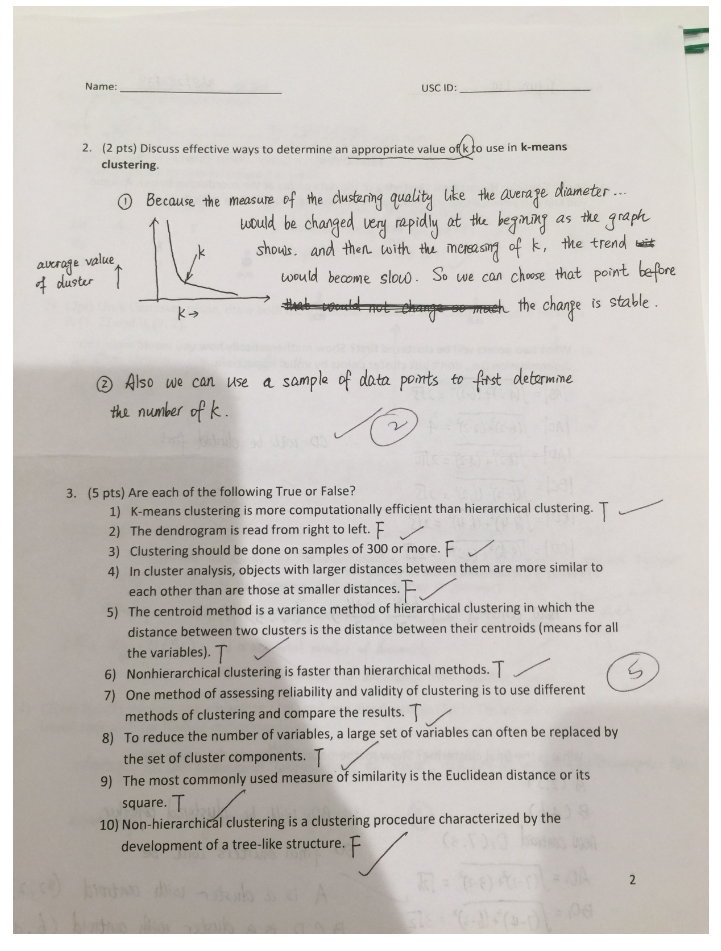 Name: USC ID:
2. (2 pts) Discuss effective ways to determine an appropriate value of k to use in k-means
clustering.
① Because the measure of the clustering quality like the average diameter...
would be changed very rapidly at the begining as the graph
shows. and then with the increasing of k, the trend
would become slow. So we can choose that point before
that would not change so much the change is stable.
average value
of cluster
k
K→
② Also we can use a sample of data points to first determine
the number of k.
2
3. (5 pts) Are each of the following True or False?
1) K-means clustering is more computationally efficient than hierarchical clustering. T
2) The dendrogram is read from right to left. F
3) Clustering should be done on samples of 300 or more. F
4) In cluster analysis, objects with larger distances between them are more similar to
each other than are those at smaller distances. F
5) The centroid method is a variance method of hierarchical clustering in which the
distance between two clusters is the distance between their centroids (means for all
the variables). T
6) Nonhierarchical clustering is faster than hierarchical methods. T
5
7) One method of assessing reliability and validity of clustering is to use different
methods of clustering and compare the results. T
8) To reduce the number of variables, a large set of variables can often be replaced by
the set of cluster components. T
9) The most commonly used measure of similarity is the Euclidean distance or its
square. T
10) Non-hierarchical clustering is a clustering procedure characterized by the
development of a tree-like structure. F
2